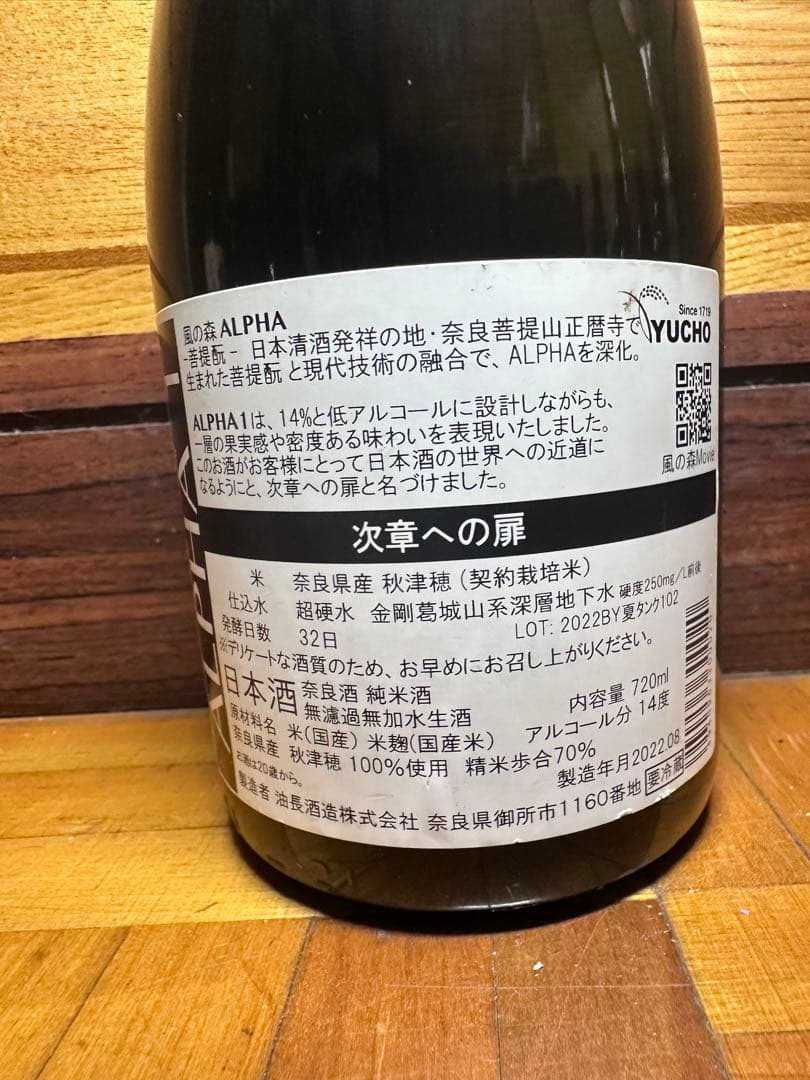 風の森 ALPHA
-菩提酛- 日本清酒発祥の地・奈良菩提山正暦寺で
生まれた菩提酛と現代技術の融合で、ALPHAを深化。
Since 1719
YUCHO
ALPHA1は、14%と低アルコールに設計しながらも、
一層の果実感や密度ある味わいを表現いたしました。
このお酒がお客様にとって日本酒の世界への近道に
なるようにと、次章への扉と名づけました。
風の森Movie
次章への扉
米 奈良県産 秋津穂（契約栽培米）
仕込水 超硬水 金剛葛城山系深層地下水 硬度250mg/L前後
発酵日数 32日 LOT: 2022BY夏タンク102
※デリケートな酒質のため、お早めにお召し上がりください。
日本酒 奈良酒 純米酒
無濾過無加水生酒
内容量 720ml
原材料名 米(国産) 米麹(国産米) アルコール分 14度
奈良県産 秋津穂 100%使用 精米歩合70%
お酒は20歳から。
製造年月2022.08
製造者 油長酒造株式会社 奈良県御所市1160番地 要冷蔵
ALPHA 1